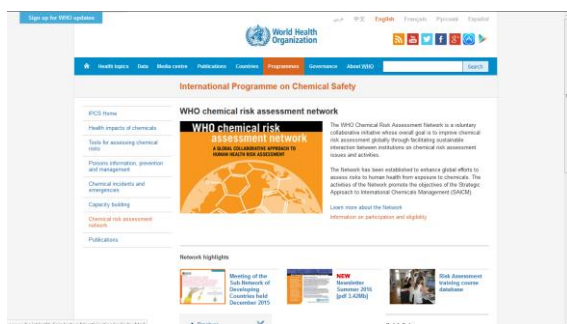 Sign up for WHO updates
عربي 中文 English Français Русский Español
World Health
Organization
Health topics Data Media centre Publications Countries Programmes Governance About WHO Search
International Programme on Chemical Safety
IPCS Home
Health impacts of chemicals
Tools for assessing chemical
risks
Poisons information, prevention
and management
Chemical incidents and
emergencies
Capacity building
Chemical risk assessment
network
Publications
WHO chemical risk assessment network
WHO chemical risk
assessment network
A GLOBAL COLLABORATIVE APPROACH TO
HUMAN HEALTH RISK ASSESSMENT
The WHO Chemical Risk Assessment Network is a voluntary
collaborative initiative whose overall goal is to improve chemical
risk assessment globally through facilitating sustainable
interaction between institutions on chemical risk assessment
issues and activities.
The Network has been established to enhance global efforts to
assess risks to human health from exposure to chemicals. The
activities of the Network promote the objectives of the Strategic
Approach to International Chemicals Management (SAICM)
Learn more about the Network
Information on participation and eligibility
Network highlights
Meeting of the
Sub Network of
Developing
Countries held
December 2015
NEW
Newsletter
Summer 2016
[pdf 1.42Mb]
Risk Assessment
training course
database